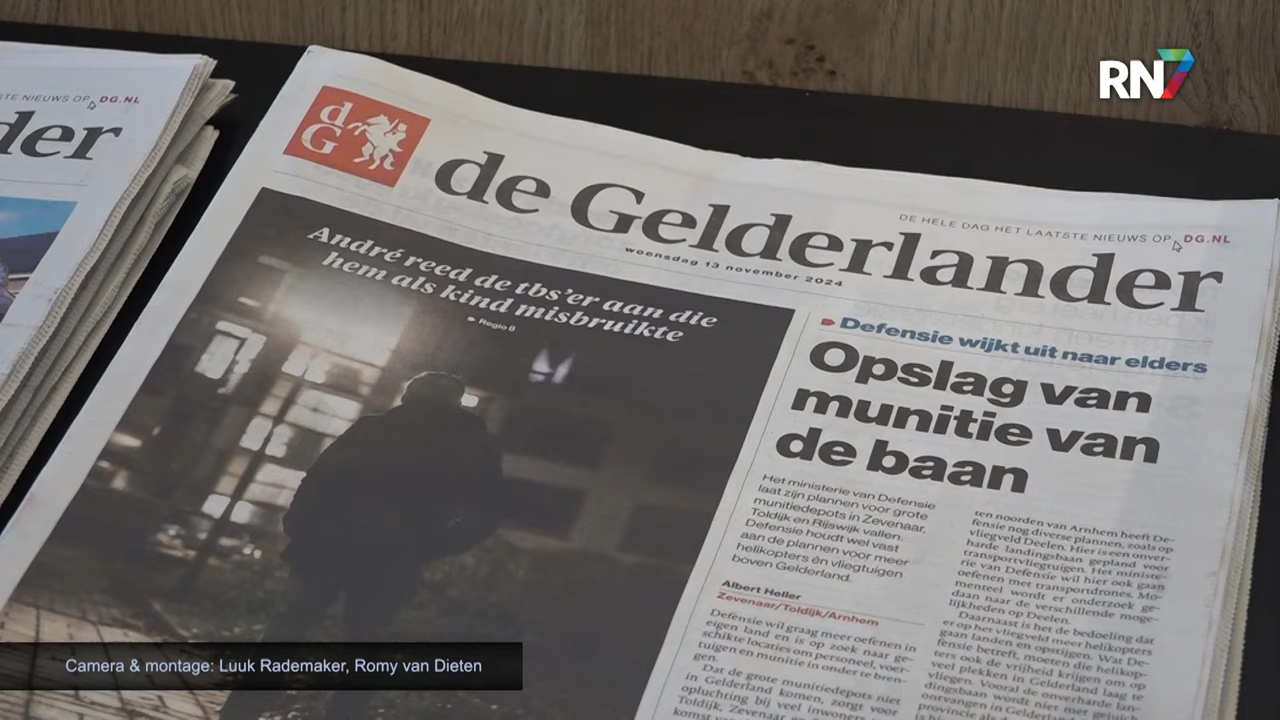 RN7
STE NIEUWS OP DG.NL
der
dG
de Gelderlander
DE HELE DAG HET LAATSTE NIEUWS OP DG.NL
woensdag 13 november 2024
André reed de tbs'er aan die
hem als kind misbruikte
Regio 8
Defensie wijkt uit naar elders
Opslag van
munitie van
de baan
Het ministerie van Defensie
laat zijn plannen voor grote
munitiedepots in Zevenaar,
Toldijk en Rijswijk vallen.
Defensie houdt wel vast
aan de plannen voor meer
helikopters én vliegtuigen
boven Gelderland.
Albert Heller
Zevenaar/Toldijk/Arnhem
Defensie wil graag meer oefenen in
eigen land en is op zoek naar ge-
schikte locaties om personeel, voer-
tuigen en munitie in onder te bren-
gen.
Dat de grote munitiedepots niet
in Gelderland komen, zorgt voor
opluchting bij veel inwoners
Toldijk, Zevenaar en
komst van
ten noorden van Arnhem heeft De-
fensie nog diverse plannen, zoals op
vliegveld Deelen. Hier is een onver-
harde landingsbaan gepland voor
transportvliegtuigen. Het ministe-
rie van Defensie wil hier ook gaan
oefenen met transportdrones. Mo-
menteel wordt er onderzoek ge-
daan naar de verschillende moge-
lijkheden op Deelen.
Daarnaast is het de bedoeling dat
er op het vliegveld meer helikopters
gaan landen en opstijgen. Wat De-
fensie betreft, moeten die helikop-
ters ook de vrijheid krijgen om op
veel plekken in Gelderland laag te
vliegen. Vooral de onverharde lan-
dingsbaan wordt niet met gejuich
ontvangen in Gelderland
provincie als de
Camera & montage: Luuk Rademaker, Romy van Dieten